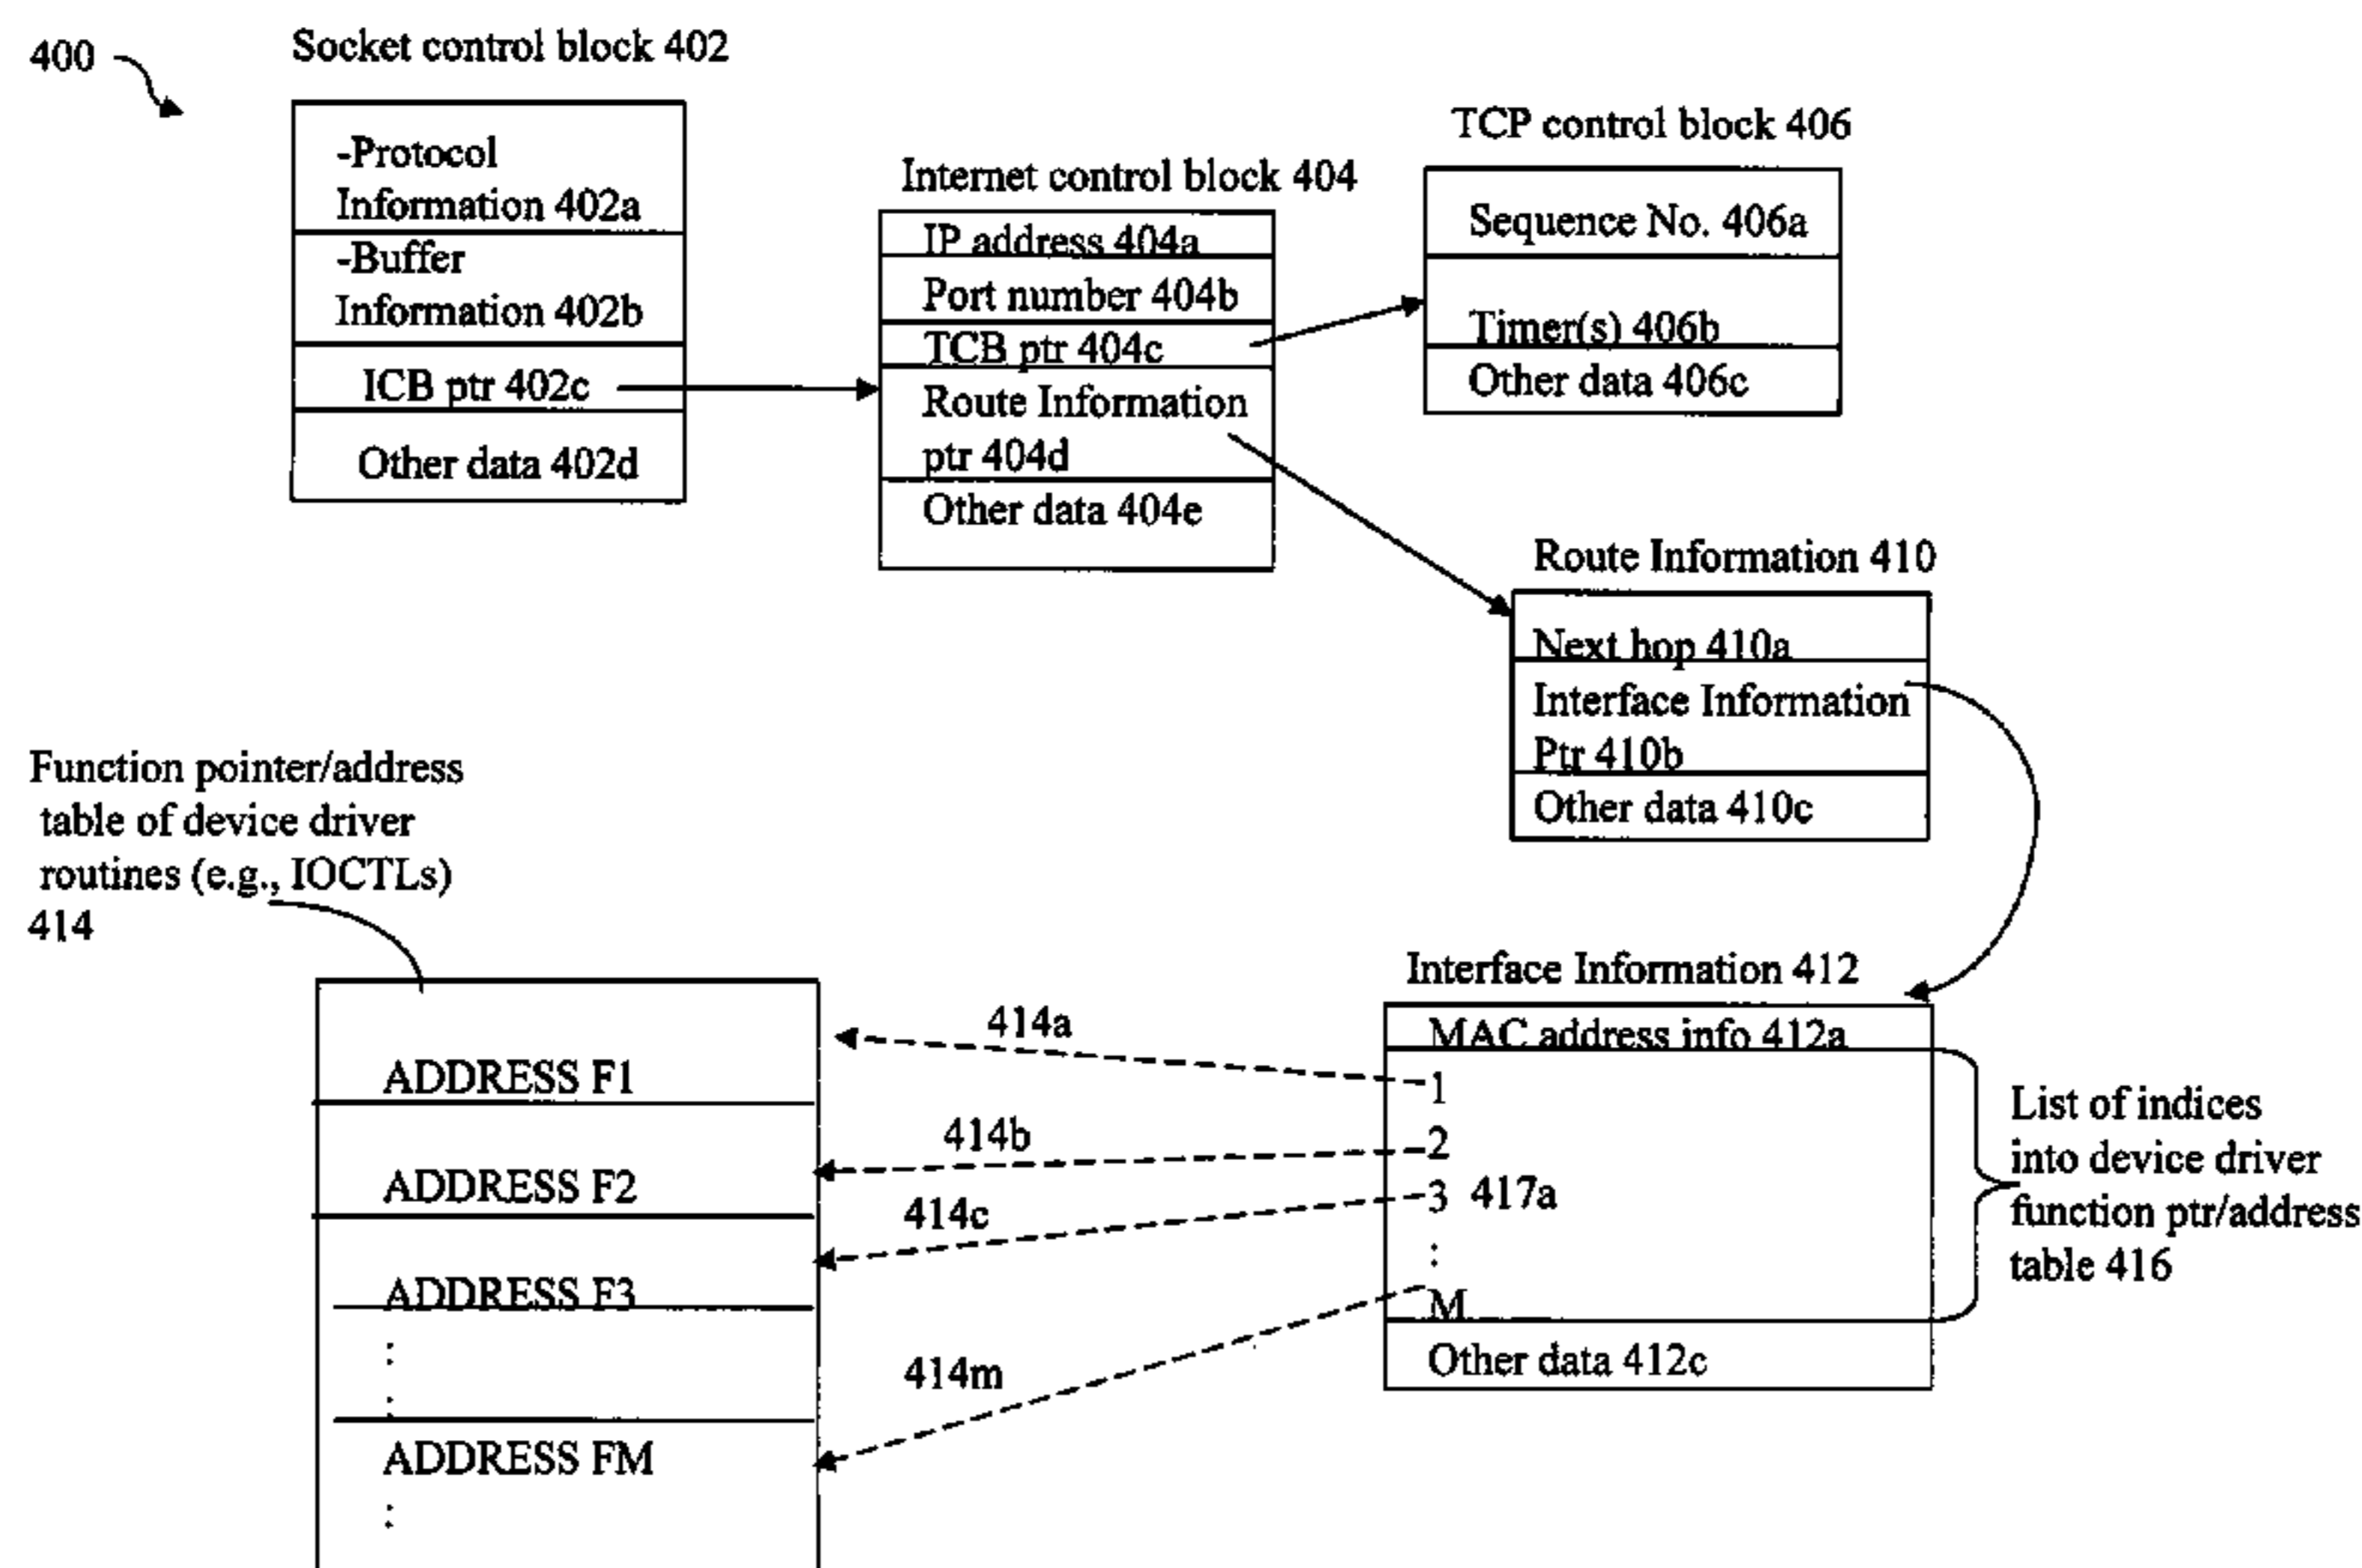 400
Socket control block 402
-Protocol
Information 402a
-Buffer
Information 402b
ICB ptr 402c
Other data 402d
Internet control block 404
IP address 404a
Port number 404b
TCB ptr 404c
Route Information
ptr 404d
Other data 404e
TCP control block 406
Sequence No. 406a
Timer(s) 406b
Other data 406c
Route Information 410
Next hop 410a
Interface Information
Ptr 410b
Other data 410c
Function pointer/address
table of device driver
routines (e.g., IOCTLs)
414
ADDRESS F1
ADDRESS F2
ADDRESS F3
:
:
ADDRESS FM
:
414a
414b
414c
414m
Interface Information 412
MAC address info 412a
1
2
3 417a
:
M
Other data 412c
List of indices
into device driver
function ptr/address
table 416